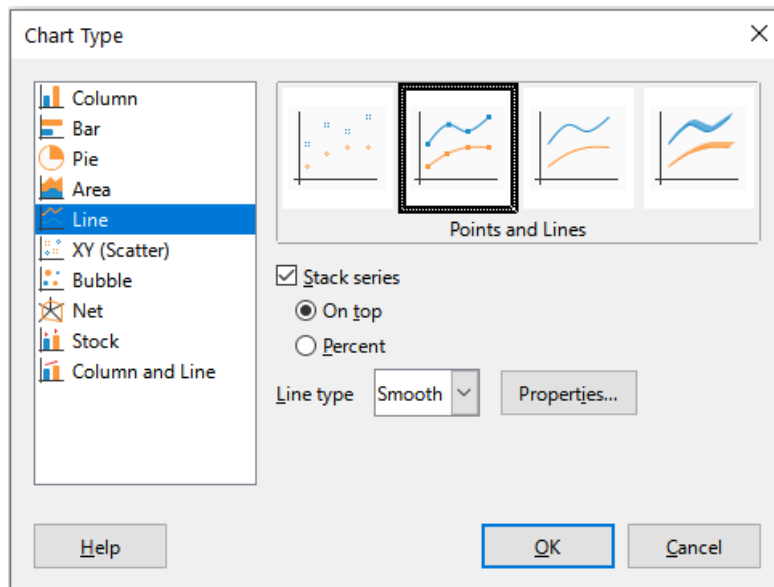 Chart Type
Column
Bar
Pie
Area
Line
XY (Scatter)
Bubble
Net
Stock
Column and Line
Points and Lines
Stack series
On top
Percent
Line type Smooth Properties...
Help OK Cancel